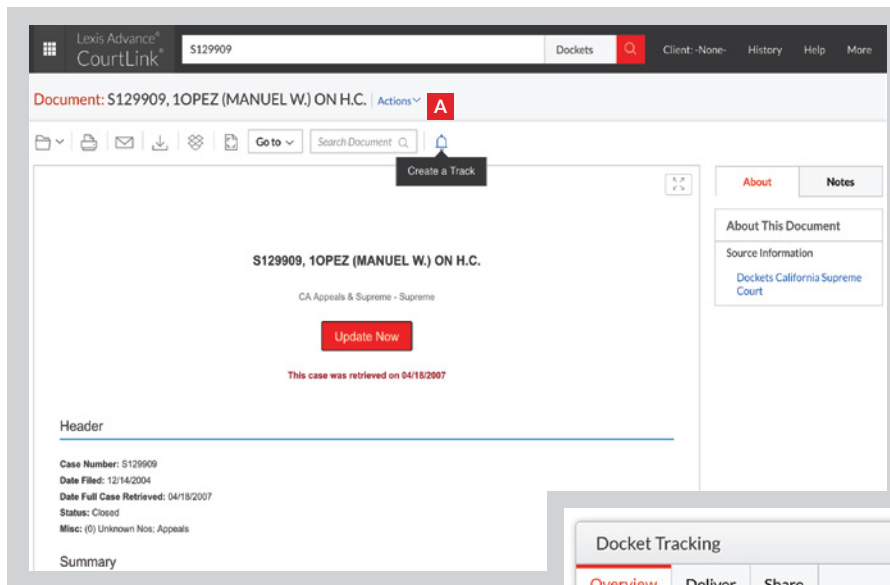 Lexis Advance®
CourtLink®
S129909
Dockets
Client: -None-
History
Help
More
Document: S129909, 1OPEZ (MANUEL W.) ON H.C.
Actions
A
Go to
Search Document
Create a Track
About
Notes
About This Document
Source Information
Dockets California Supreme
Court
S129909, 1OPEZ (MANUEL W.) ON H.C.
CA Appeals & Supreme - Supreme
Update Now
This case was retrieved on 04/18/2007
Header
Case Number: S129909
Date Filed: 12/14/2004
Date Full Case Retrieved: 04/18/2007
Status: Closed
Misc: (0) Unknown Nos; Appeals
Summary
Docket Tracking
Overview
Deliver
Share